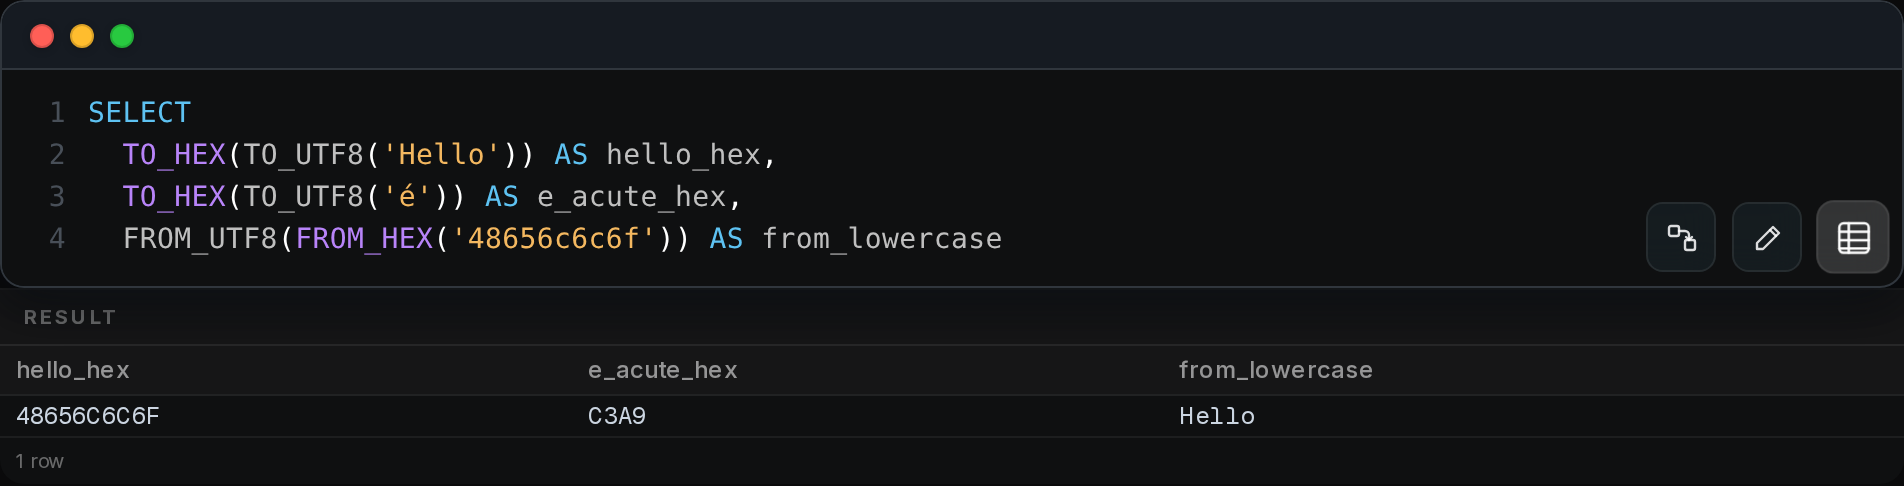 1 SELECT
2   TO_HEX(TO_UTF8('Hello')) AS hello_hex,
3   TO_HEX(TO_UTF8('é')) AS e_acute_hex,
4   FROM_UTF8(FROM_HEX('48656c6c6f')) AS from_lowercase
RESULT
hello_hex e_acute_hex from_lowercase
48656C6C6F C3A9 Hello
1 row